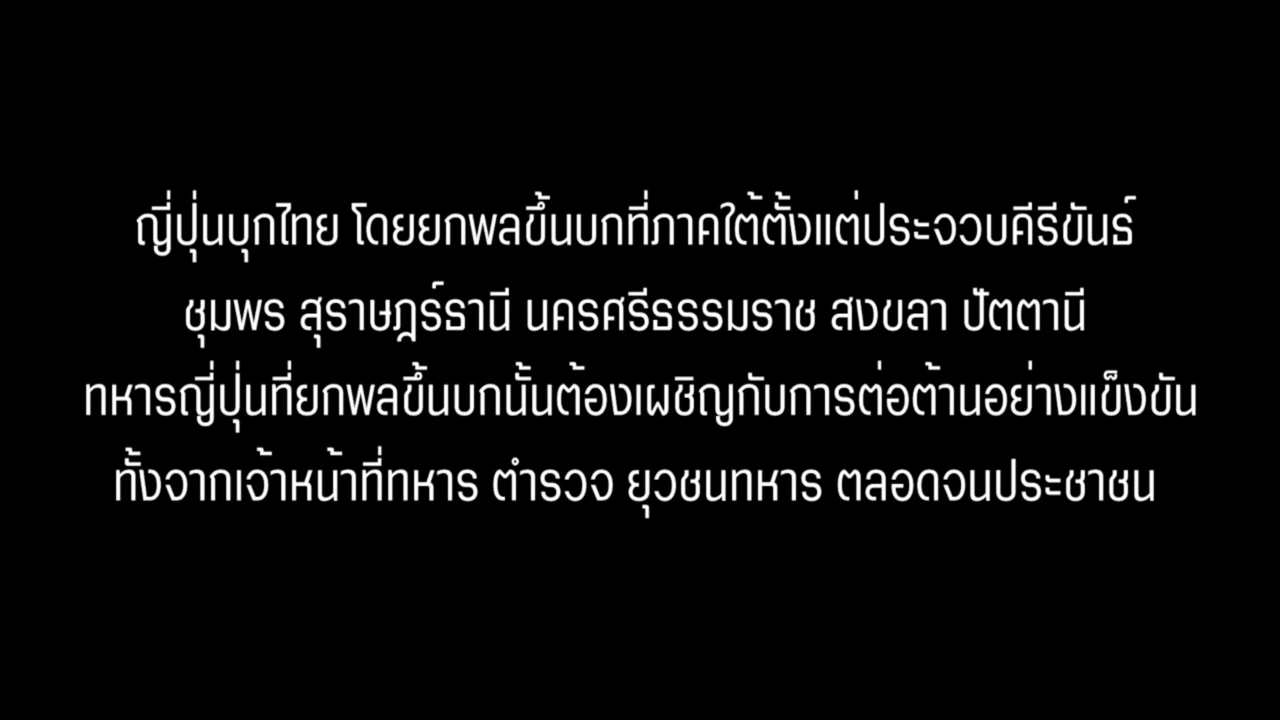 ญี่ปุ่นบุกไทย โดยยกพลขึ้นบกที่ภาคใต้ตั้งแต่ประจวบคีรีขันธ์
ชุมพร สุราษฎร์ธานี นครศรีธรรมราช สงขลา ปัตตานี
ทหารญี่ปุ่นที่ยกพลขึ้นบกนั้นต้องเผชิญกับการต่อต้านอย่างแข็งขัน
ทั้งจากเจ้าหน้าที่ทหาร ตำรวจ ยุวชนทหาร ตลอดจนประชาชน